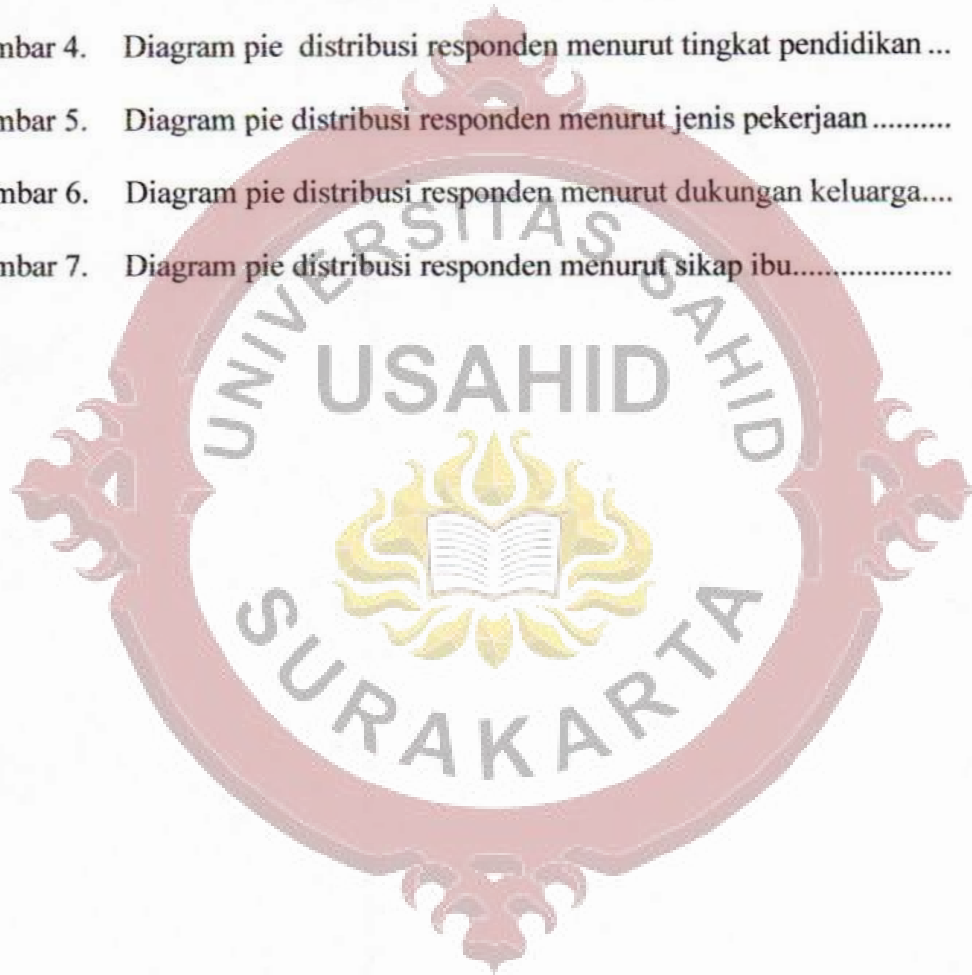 mbar 4. Diagram pie distribusi responden menurut tingkat pendidikan ...
mbar 5. Diagram pie distribusi responden menurut jenis pekerjaan ..........
mbar 6. Diagram pie distribusi responden menurut dukungan keluarga....
mbar 7. Diagram pie distribusi responden menurut sikap ibu....................
UNIVERSITAS SAHID
USAHID
SURAKARTA